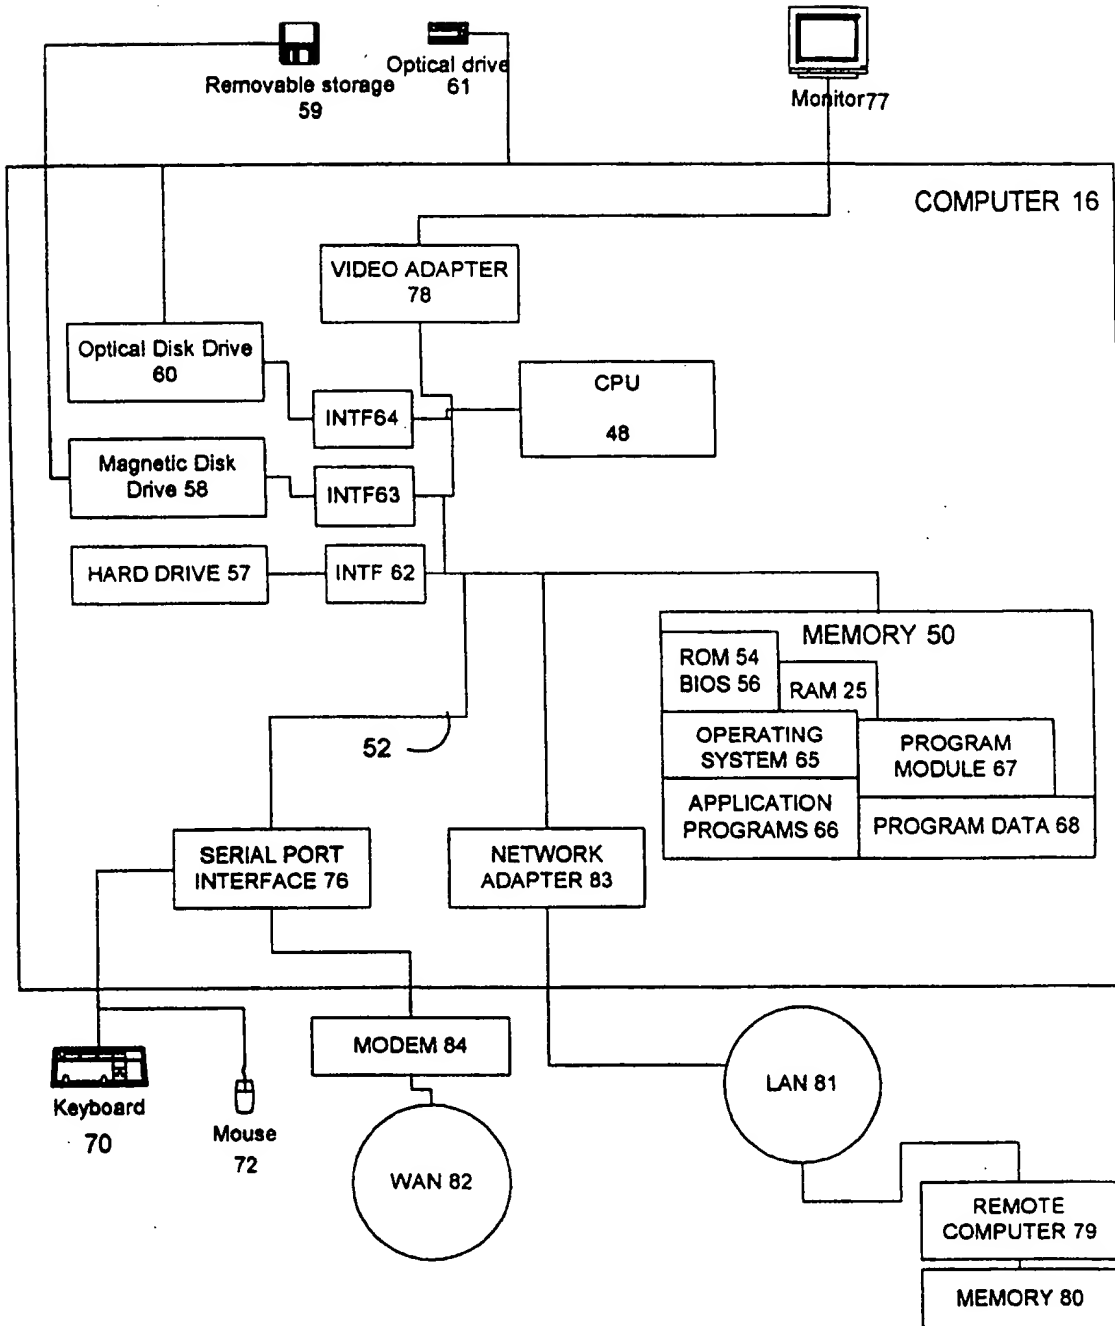 Removable storage
59
Optical drive
61
Monitor77
COMPUTER 16
VIDEO ADAPTER
78
Optical Disk Drive
60
INTF64
CPU
48
Magnetic Disk
Drive 58
INTF63
HARD DRIVE 57
INTF 62
MEMORY 50
ROM 54
BIOS 56
RAM 25
OPERATING
SYSTEM 65
PROGRAM
MODULE 67
APPLICATION
PROGRAMS 66
PROGRAM DATA 68
52
SERIAL PORT
INTERFACE 76
NETWORK
ADAPTER 83
Keyboard
70
Mouse
72
MODEM 84
WAN 82
LAN 81
REMOTE
COMPUTER 79
MEMORY 80